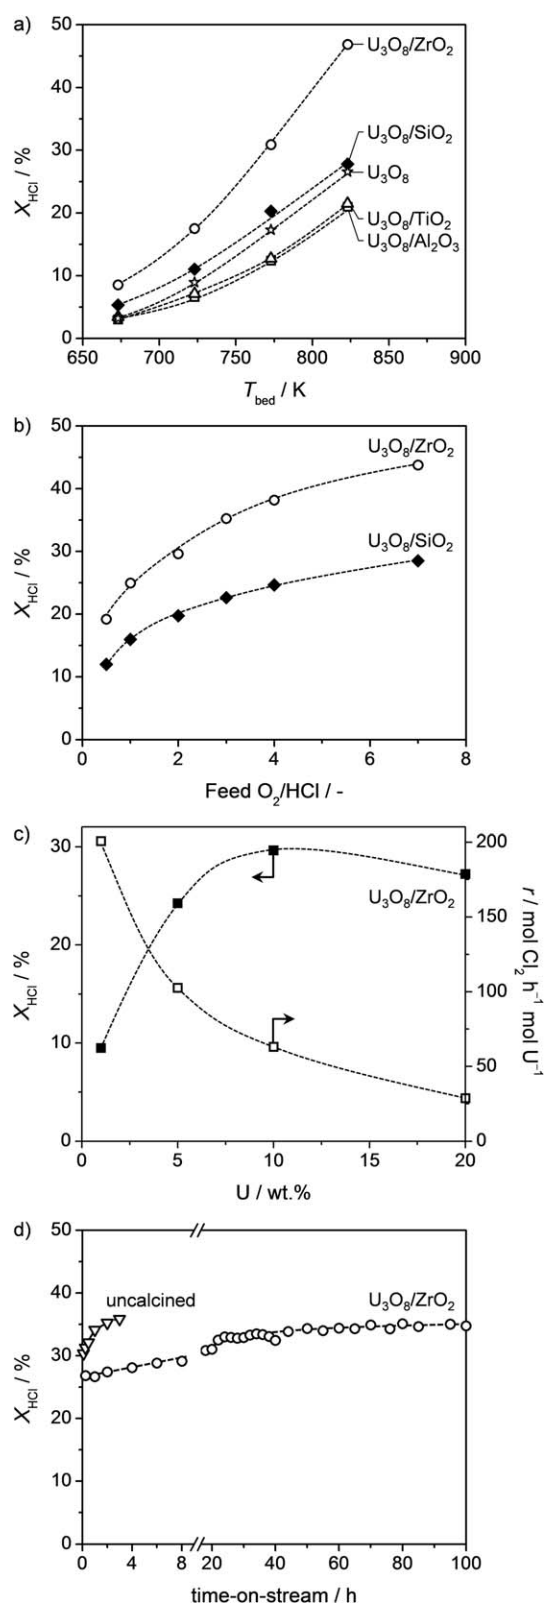 a)
50
40
30
20
10
0
X_HCl / %
U₃O₈/ZrO₂
U₃O₈/SiO₂
U₃O₈
U₃O₈/TiO₂
U₃O₈/Al₂O₃
650 700 750 800 850 900
T_bed / K
b)
50
40
30
20
10
0
X_HCl / %
U₃O₈/ZrO₂
U₃O₈/SiO₂
0 2 4 6 8
Feed O₂/HCl / -
c)
30
20
10
0
X_HCl / %
U₃O₈/ZrO₂
200
150
100
50
0
r / mol Cl₂ h⁻¹ mol U⁻¹
0 5 10 15 20
U / wt.%
d)
50
40
30
20
10
0
X_HCl / %
uncalcined
U₃O₈/ZrO₂
0 4 8 20 40 60 80 100
time-on-stream / h